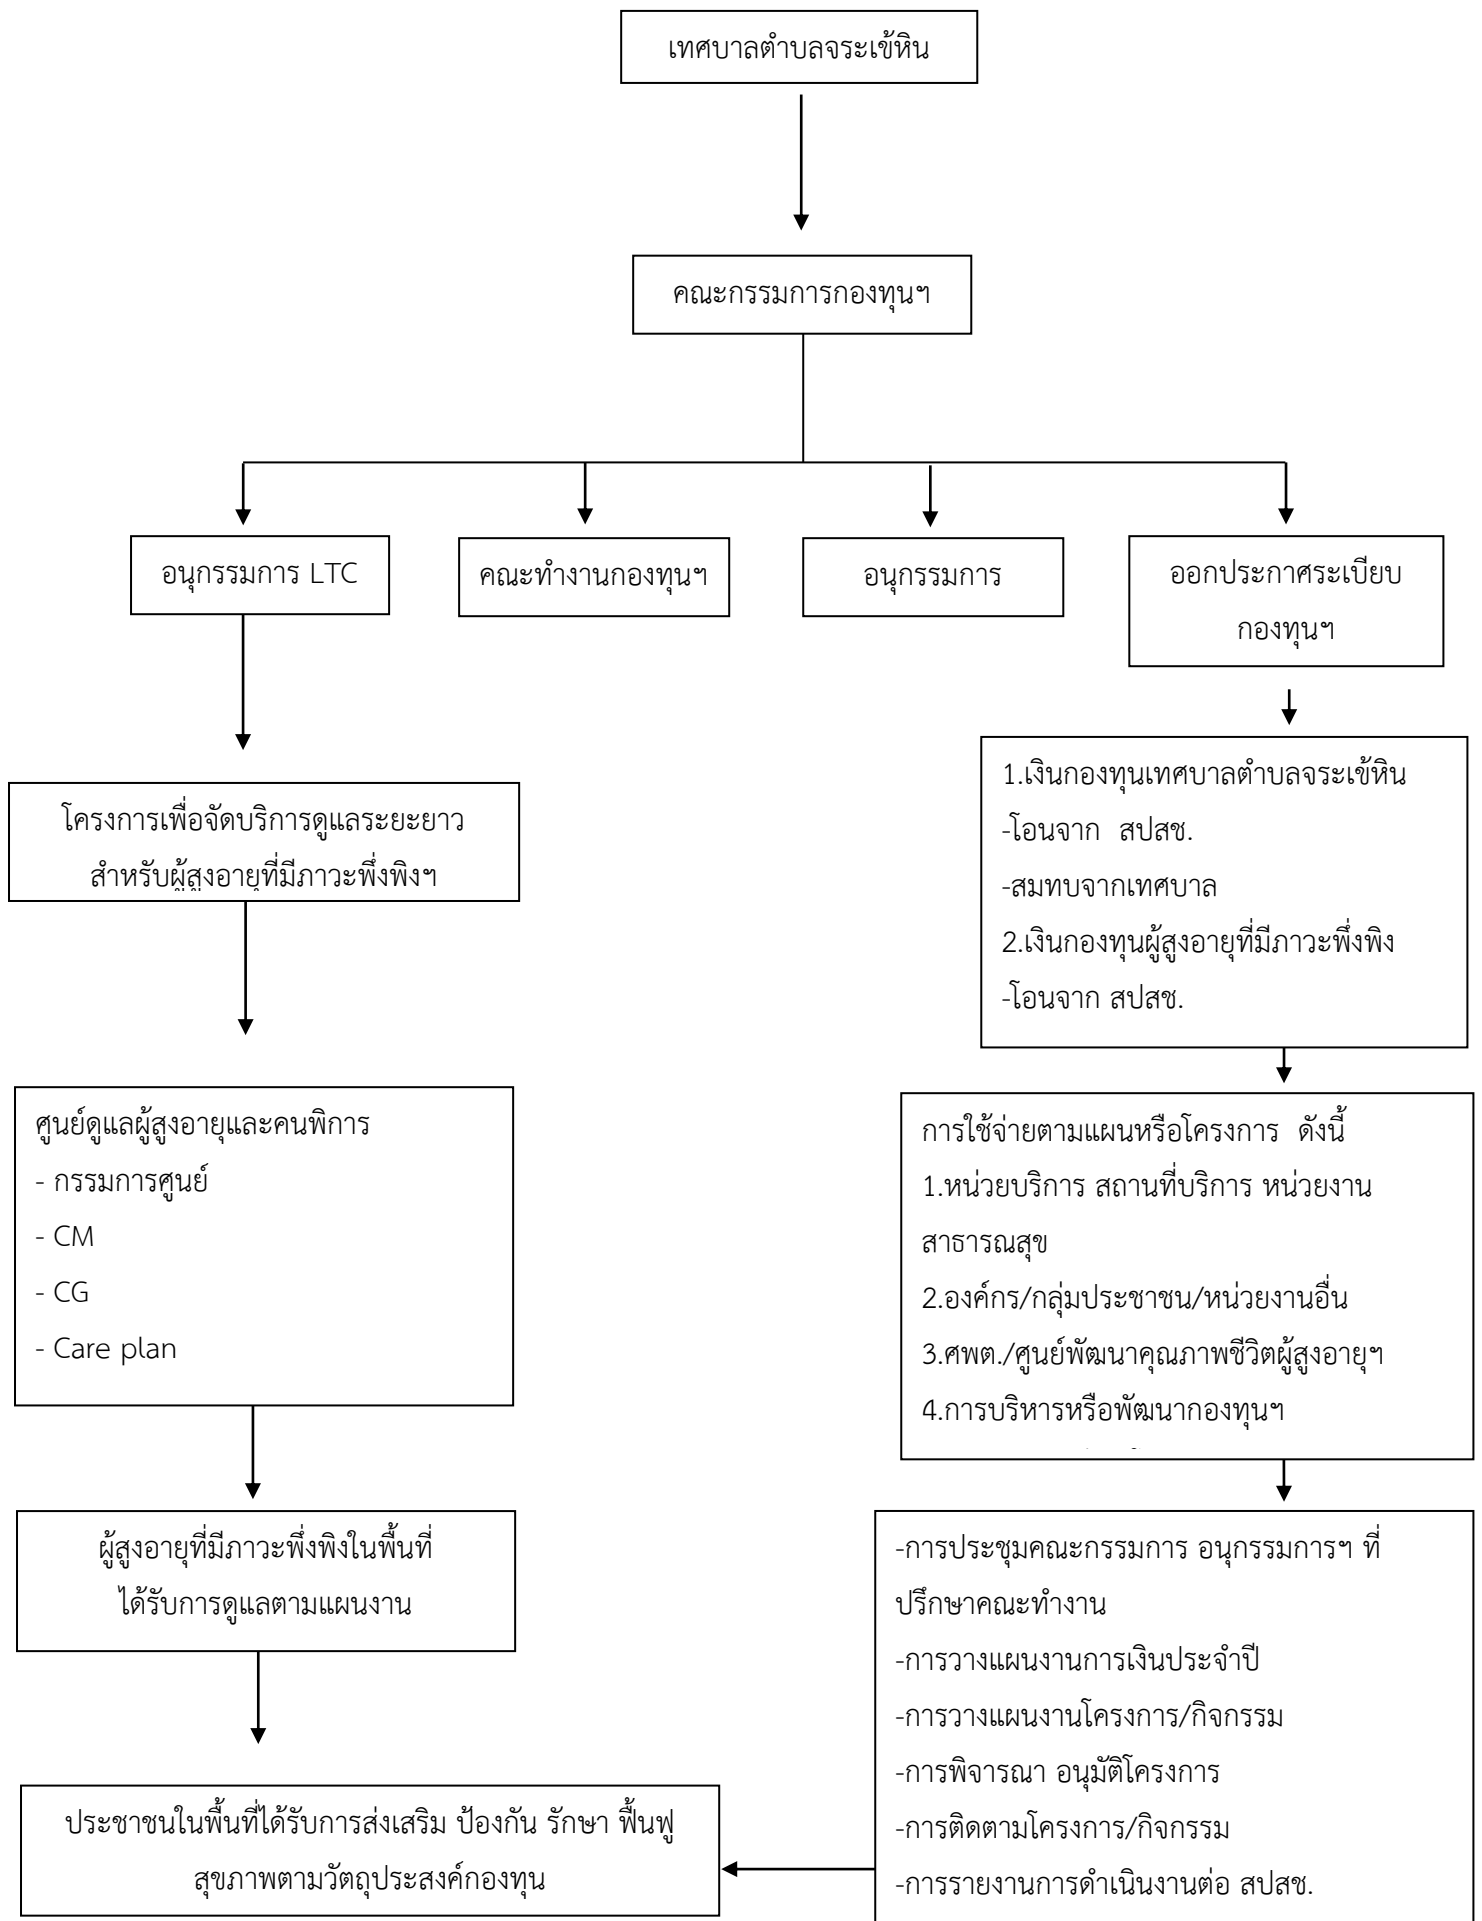 เทศบาลตำบลจระเข้หิน
คณะกรรมการกองทุนฯ
อนุกรรมการ LTC
คณะทำงานกองทุนฯ
อนุกรรมการ
ออกประกาศระเบียบ
กองทุนฯ
โครงการเพื่อจัดบริการดูแลระยะยาว
สำหรับผู้สูงอายุที่มีภาวะพึ่งพิงฯ
1.เงินกองทุนเทศบาลตำบลจระเข้หิน
-โอนจาก  สปสช.
-สมทบจากเทศบาล
2.เงินกองทุนผู้สูงอายุที่มีภาวะพึ่งพิง
-โอนจาก สปสช.
ศูนย์ดูแลผู้สูงอายุและคนพิการ
- กรรมการศูนย์
- CM
- CG
- Care plan
การใช้จ่ายตามแผนหรือโครงการ  ดังนี้
1.หน่วยบริการ สถานที่บริการ หน่วยงาน
สาธารณสุข
2.องค์กร/กลุ่มประชาชน/หน่วยงานอื่น
3.ศพต./ศูนย์พัฒนาคุณภาพชีวิตผู้สูงอายุฯ
4.การบริหารหรือพัฒนากองทุนฯ
ผู้สูงอายุที่มีภาวะพึ่งพิงในพื้นที่
ได้รับการดูแลตามแผนงาน
-การประชุมคณะกรรมการ อนุกรรมการฯ ที่
ปรึกษาคณะทำงาน
-การวางแผนงานการเงินประจำปี
-การวางแผนงานโครงการ/กิจกรรม
-การพิจารณา อนุมัติโครงการ
-การติดตามโครงการ/กิจกรรม
-การรายงานการดำเนินงานต่อ สปสช.
ประชาชนในพื้นที่ได้รับการส่งเสริม ป้องกัน รักษา ฟื้นฟู
สุขภาพตามวัตถุประสงค์กองทุน